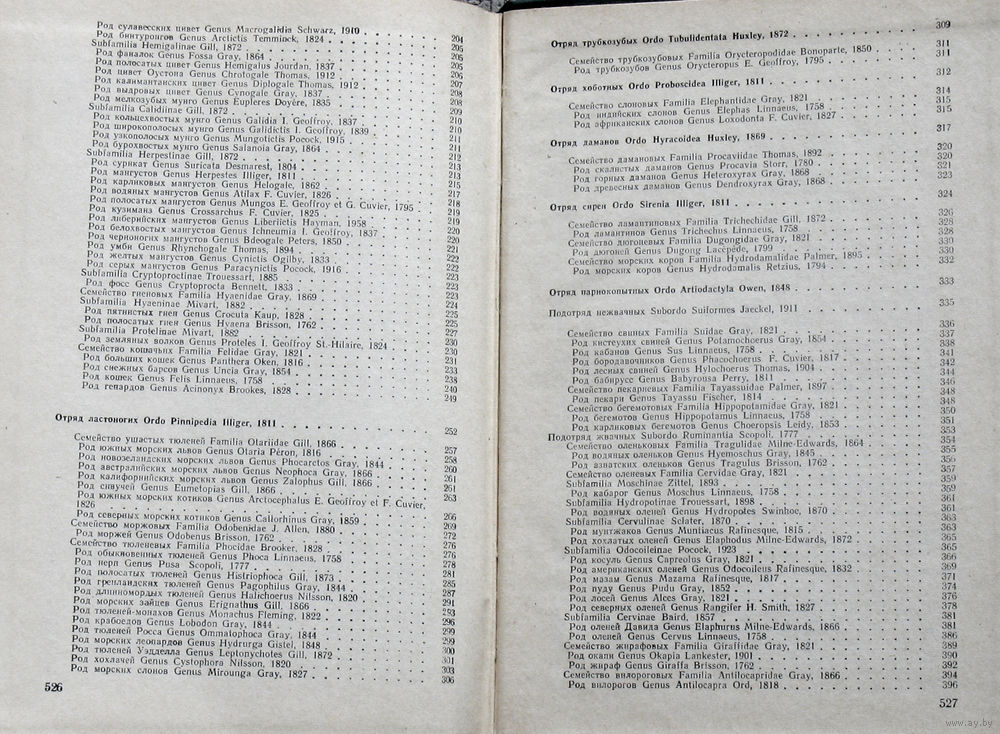 Род сулавесских цивет Genus Macrogalidia Schwarz, 1910
Род бинтуронгов Genus Arctictis Temminck, 1824 204
Subfamilia Hemigalinae Gill, 1872 205
Род фаналок Genus Fossa Gray, 1864 205
Род полосатых цивет Genus Hemigalus Jourdan, 1837 205
Род цивет Оустона Genus Chrotogale Thomas, 1912 206
Род калимантанских цивет Genus Diplogale Thomas, 1912 206
Род выдровых цивет Genus Cynogale Gray, 1837 207
Род мелкозубых мунго Genus Eupleres Doyère, 1835 208
Subfamilia Calidiinae Gill, 1872 208
Род кольцехвостых мунго Genus Galidia I. Geoffroy, 1837 209
Род широкополосых мунго Genus Galidictis I. Geoffroy, 1839 210
Род узкополосых мунго Genus Mungotictis Pocock, 1915 210
Род бурохвостых мунго Genus Salanoia Gray, 1864 211
Subfamilia Herpestinae Gill, 1872 212
Род сурикат Genus Suricata Desmarest, 1804 212
Род мангустов Genus Herpestes Illiger, 1811 213
Род карликовых мангустов Genus Helogale, 1862 213
Род водяных мангустов Genus Atilax F. Cuvier, 1826 215
Род полосатых мангустов Genus Mungos E. Geoffroy et G. Cuvier, 1795 217
Род кузимана Genus Crossarchus F. Cuvier, 1825 218
Род либерийских мангустов Genus Liberiictis Hayman, 1958 219
Род белохвостых мангустов Genus Ichneumia I. Geoffroy, 1837 219
Род черноногих мангустов Genus Bdeogale Peters, 1850 220
Род умби Genus Rhynchogale Thomas, 1894 220
Род желтых мангустов Genus Cynictis Ogilby, 1833 221
Род серых мангустов Genus Paracynictis Pocock, 1916 222
Subfamilia Cryptoproctinae Trouessart, 1885 222
Род фосс Genus Cryptoprocta Bennett, 1833 223
Семейство гиеновых Familia Hyaenidae Gray, 1869 223
Subfamilia Hyaeninae Mivart, 1882 224
Род пятнистых гиен Genus Crocuta Kaup, 1828 225
Род полосатых гиен Genus Hyaena Brisson, 1762 225
Subfamilia Protelinae Mivart, 1882 227
Род земляных волков Genus Proteles I. Geoffroy St.-Hilaire, 1824 230
Семейство кошачьих Familia Felidae Gray, 1821 230
Род больших кошек Genus Panthera Oken, 1816 231
Род снежных барсов Genus Uncia Gray, 1854 233
Род кошек Genus Felis Linnaeus, 1758 238
Род гепардов Genus Acinonyx Brookes, 1828 240
249
Отряд ластоногих Ordo Pinnipedia Illiger, 1811 252
Семейство ушастых тюленей Familia Otariidae Gill, 1866
Род южных морских львов Genus Otaria Péron, 1816 257
Род новозеландских морских львов Genus Phocarctos Gray, 1844 258
Род австралийских морских львов Genus Neophoca Gray, 1866 260
Род калифорнийских морских львов Genus Zalophus Gill, 1866 261
Род сивучей Genus Eumetopias Gill, 1866 261
Род южных морских котиков Genus Arctocephalus E. Geoffroy et F. Cuvier, 263
1826
Род северных морских котиков Genus Callorhinus Gray, 1859 266
Семейство моржовых Familia Odobenidae J. Allen, 1880 269
Род моржей Genus Odobenus Brisson, 1762 272
Семейство тюленевых Familia Phocidae Brooker, 1828 276
Род обыкновенных тюленей Genus Phoca Linnaeus, 1758 276
Род нерп Genus Pusa Scopoli, 1777 278
Род полосатых тюленей Genus Histriophoca Gill, 1873 281
Род гренландских тюленей Genus Pagophilus Gray, 1844 285
Род длинномордых тюленей Genus Halichoerus Nilsson, 1820 287
Род морских зайцев Genus Erignathus Gill, 1866 291
Род тюленей-монахов Genus Monachus Fleming, 1822 293
Род крабоедов Genus Lobodon Gray, 1844 296
Род тюленей Росса Genus Ommatophoca Gray, 1844 299
Род морских леопардов Genus Hydrurga Gistel, 1848 299
Род тюленей Уэдделла Genus Leptonychotes Gill, 1872 300
Род хохлачей Genus Cystophora Nilsson, 1820 301
Род морских слонов Genus Mirounga Gray, 1827 303
306
526
Отряд трубкозубых Ordo Tubulidentata Huxley, 1872 309
Семейство трубкозубовых Familia Orycteropodidae Bonaparte, 1850 311
Род трубкозубов Genus Orycteropus E. Geoffroy, 1795 311
Отряд хоботных Ordo Proboscidea Illiger, 1811 312
Семейство слоновых Familia Elephantidae Gray, 1821 314
Род индийских слонов Genus Elephas Linnaeus, 1758 315
Род африканских слонов Genus Loxodonta F. Cuvier, 1827 315
Отряд даманов Ordo Hyracoidea Huxley, 1869 317
Семейство дамановых Familia Procaviidae Thomas, 1892 320
Род скалистых даманов Genus Procavia Storr, 1780 320
Род горных даманов Genus Heteroxyrax Gray, 1868 321
Род древесных даманов Genus Dendroxyrax Gray, 1868 323
Отряд сирен Ordo Sirenia Illiger, 1811 324
Семейство ламантиновых Familia Trichechidae Gill, 1872 326
Род ламантинов Genus Trichechus Linnaeus, 1758 328
Семейство дюгоневых Familia Dugongidae Gray, 1821 328
Род дюгоней Genus Dugong Lacépède, 1799 330
Семейство морских коров Familia Hydrodamalidae Palmer, 1895 330
Род морских коров Genus Hydrodamalis Retzius, 1794 332
Отряд парнокопытных Ordo Artiodactyla Owen, 1848 333
Подотряд нежвачных Subordo Suiformes Jaeckel, 1911 335
Семейство свиных Familia Suidae Gray, 1821 336
Род кистеухих свиней Genus Potamochoerus Gray, 1854 337
Род кабанов Genus Sus Linnaeus, 1758 338
Род бородавочников Genus Phacochoerus F. Cuvier, 1817 341
Род лесных свиней Genus Hylochoerus Thomas, 1904 342
Род бабирусс Genus Babyrousa Perry, 1811 344
Семейство пекариевых Familia Tayassuidae Palmer, 1897 346
Род пекари Genus Tayassu Fischer, 1814 348
Семейство бегемотовых Familia Hippopotamidae Gray, 1821 348
Род бегемотов Genus Hippopotamus Linnaeus, 1758 350
Род карликовых бегемотов Genus Choeropsis Leidy, 1853 351
Подотряд жвачных Subordo Ruminantia Scopoli, 1777 353
Семейство оленьковых Familia Tragulidae Milne-Edwards, 1864 354
Род водяных оленьков Genus Hyemoschus Gray, 1845 355
Род азиатских оленьков Genus Tragulus Brisson, 1762 356
Семейство оленевых Familia Cervidae Gray, 1821 357
Subfamilia Moschinae Zittel, 1893 359
Род кабарог Genus Moschus Linnaeus, 1758 359
Subfamilia Hydropotinae Trouessart, 1898 361
Род водяных оленей Genus Hydropotes Swinhoe, 1870 361
Subfamilia Cervulinae Sclater, 1870 363
Род мунтжаков Genus Muntiacus Rafinesque, 1815 363
Род хохлатых оленей Genus Elaphodus Milne-Edwards, 1872 365
Subfamilia Odocoileinae Pocock, 1923 365
Род косуль Genus Capreolus Gray, 1821 366
Род американских оленей Genus Odocoileus Rafinesque, 1832 369
Род мазам Genus Mazama Rafinesque, 1817 371
Род пуду Genus Pudu Gray, 1852 374
Род лосей Genus Alces Gray, 1821 376
Род северных оленей Genus Rangifer H. Smith, 1827 378
Subfamilia Cervinae Baird, 1857 381
Род оленей Давида Genus Elaphurus Milne-Edwards, 1866 381
Род оленей Genus Cervus Linnaeus, 1758 386
Семейство жирафовых Familia Giraffidae Gray, 1821 389
Род окапи Genus Okapia Lankester, 1901 390
Род жираф Genus Giraffa Brisson, 1762 392
Семейство вилороговых Familia Antilocapridae Gray, 1866 394
Род вилорогов Genus Antilocapra Ord, 1818 396
527
www.ay.by